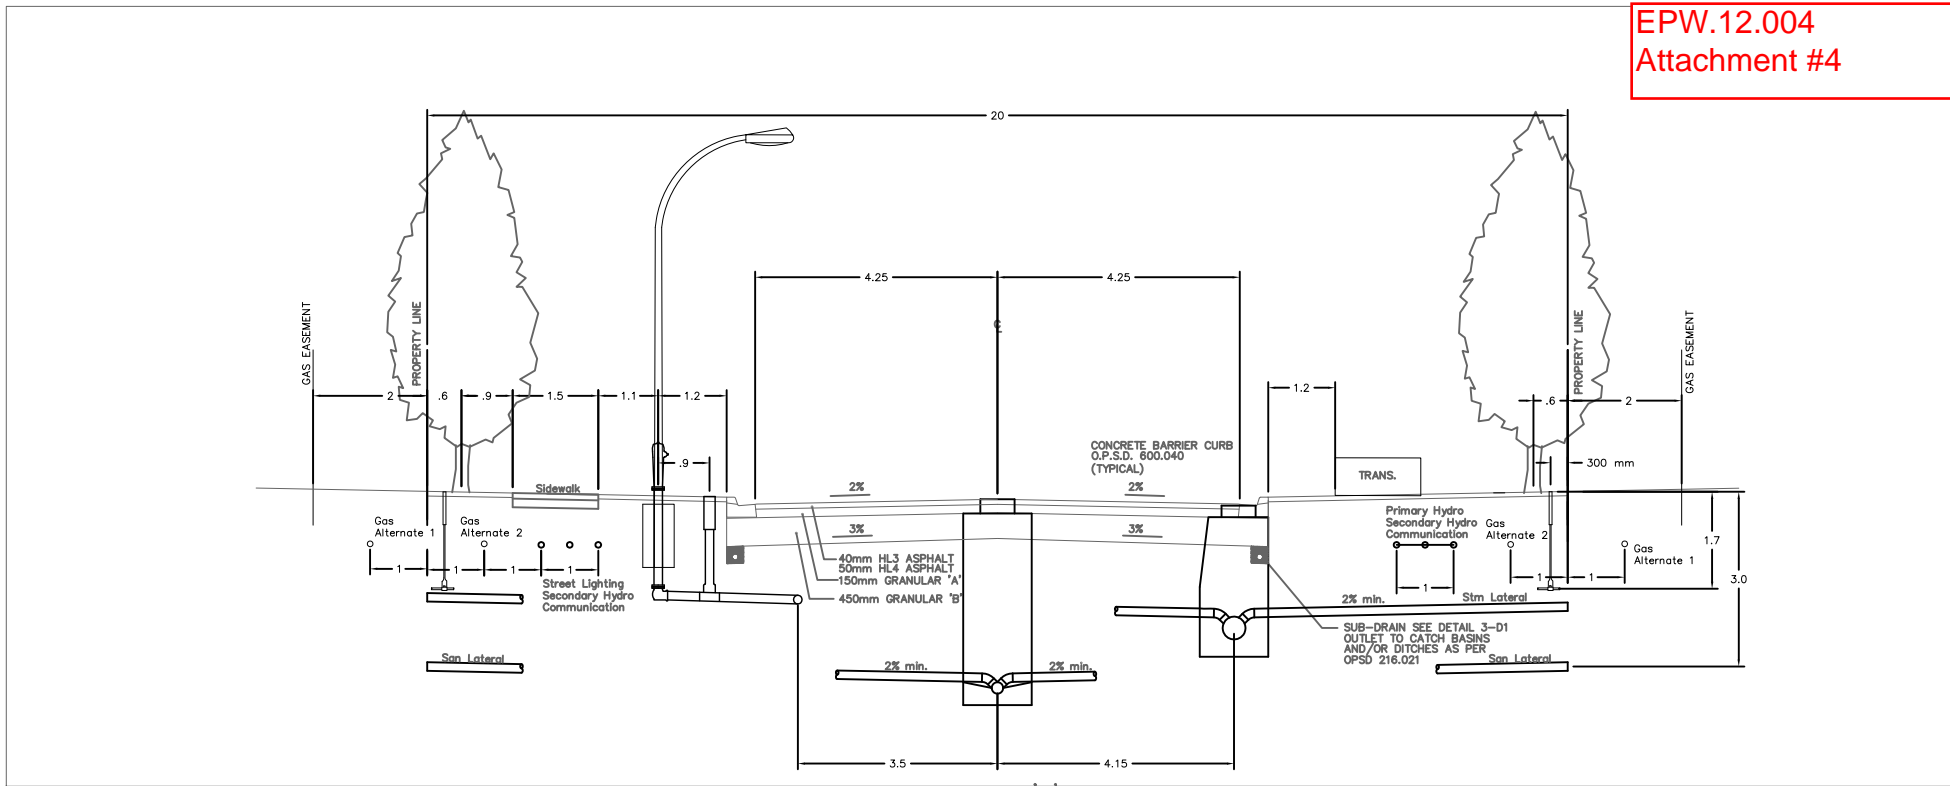 EPW.12.004
Attachment #4
20
4.25
4.25
℄
GAS EASEMENT
PROPERTY LINE
PROPERTY LINE
GAS EASEMENT
2
.6
.9
1.5
1.1
1.2
1.2
.6
2
.9
CONCRETE BARRIER CURB
O.P.S.D. 600.040
(TYPICAL)
300 mm
TRANS.
Sidewalk
2%
2%
3%
3%
Gas
Alternate 1
Gas
Alternate 2
Primary Hydro
Secondary Hydro
Communication
Gas
Alternate 2
Gas
Alternate 1
1.7
3.0
40mm HL3 ASPHALT
50mm HL4 ASPHALT
150mm GRANULAR 'A'
450mm GRANULAR 'B'
1
1
1
1
1
1
1
Street Lighting
Secondary Hydro
Communication
2% min.
Stm Lateral
SUB-DRAIN SEE DETAIL 3-D1
OUTLET TO CATCH BASINS
AND/OR DITCHES AS PER
OPSD 216.021
San Lateral
2% min.
2% min.
San Lateral
3.5
4.15